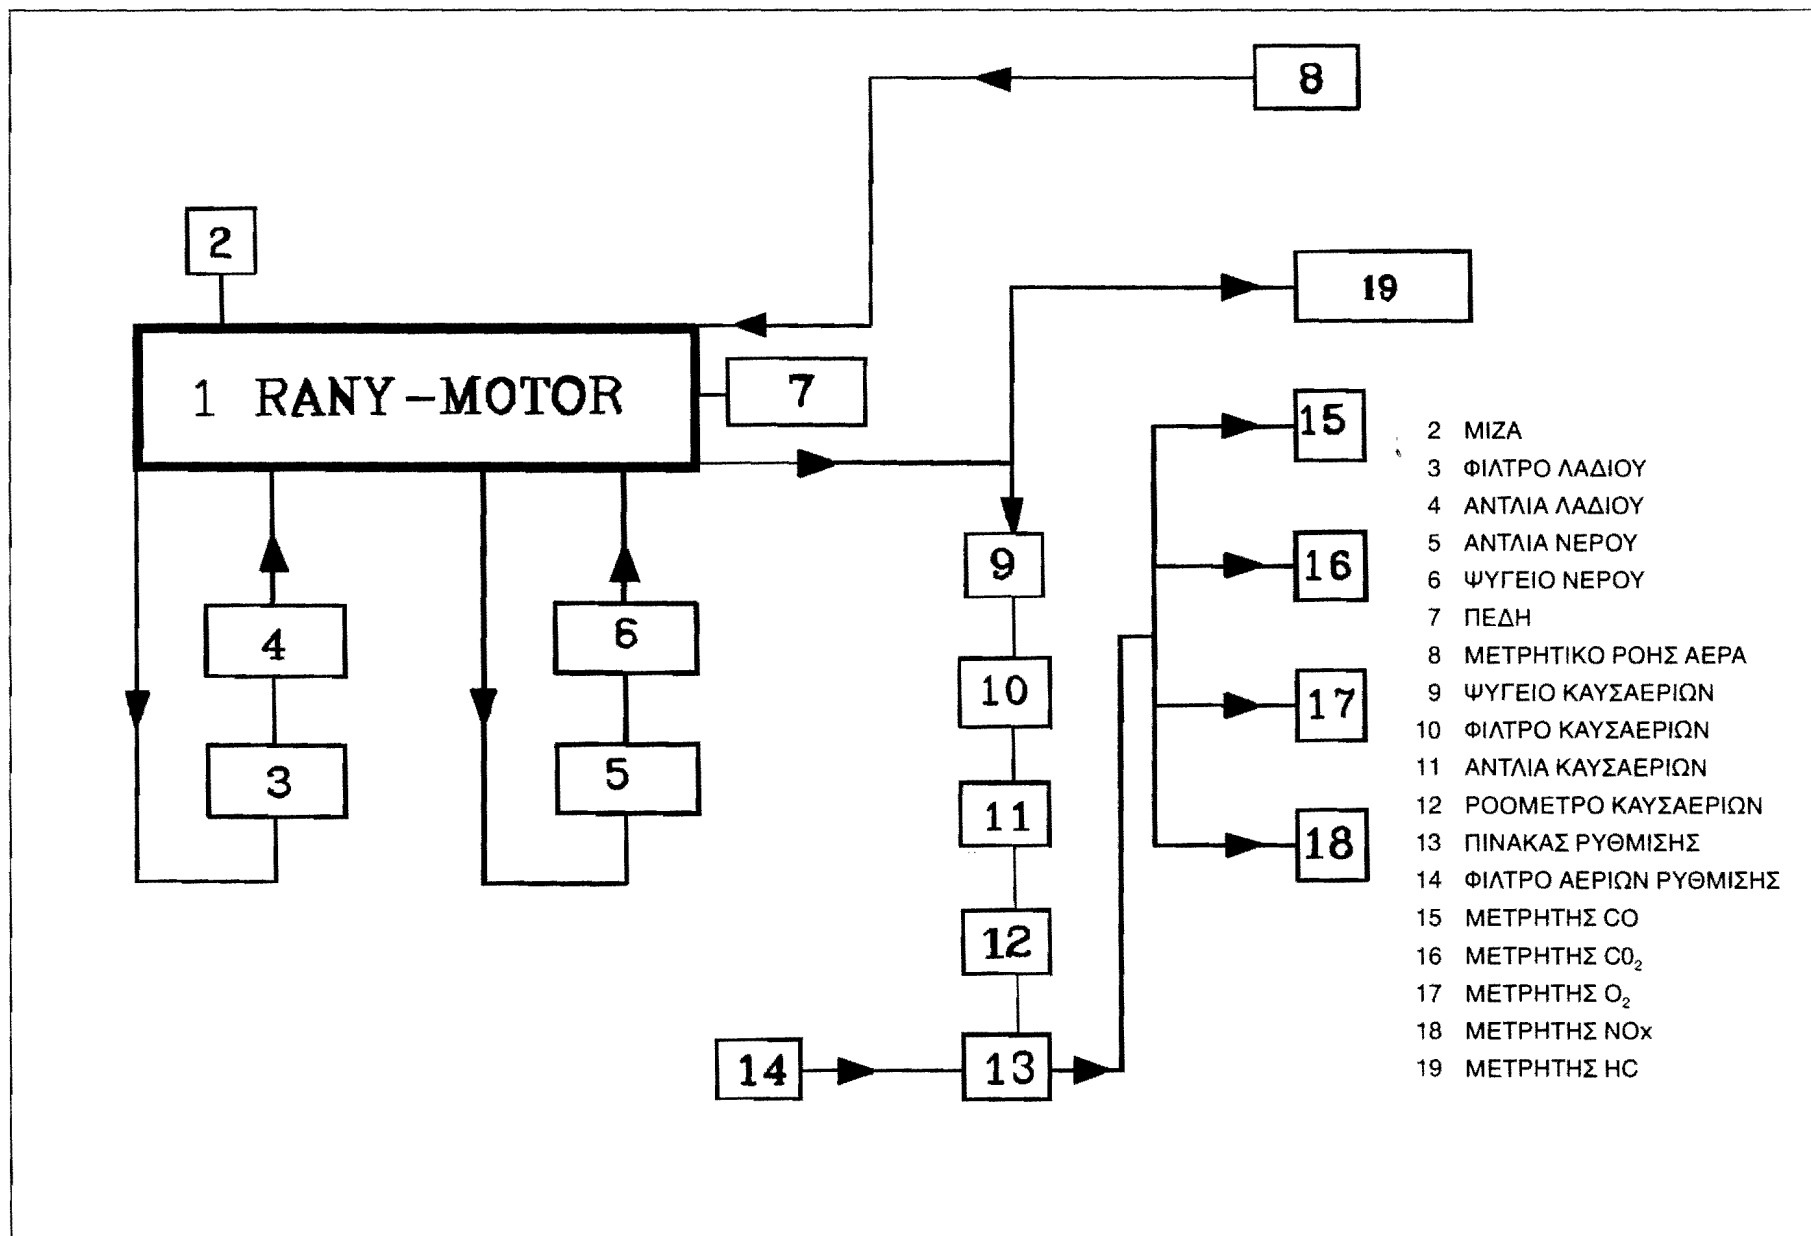 8
2
19
1 RANY-MOTOR
7
15
9
16
4
6
10
17
3
5
11
18
12
14
13
2 ΜΙΖΑ
3 ΦΙΛΤΡΟ ΛΑΔΙΟΥ
4 ΑΝΤΛΙΑ ΛΑΔΙΟΥ
5 ΑΝΤΛΙΑ ΝΕΡΟΥ
6 ΨΥΓΕΙΟ ΝΕΡΟΥ
7 ΠΕΔΗ
8 ΜΕΤΡΗΤΙΚΟ ΡΟΗΣ ΑΕΡΑ
9 ΨΥΓΕΙΟ ΚΑΥΣΑΕΡΙΩΝ
10 ΦΙΛΤΡΟ ΚΑΥΣΑΕΡΙΩΝ
11 ΑΝΤΛΙΑ ΚΑΥΣΑΕΡΙΩΝ
12 ΡΟΟΜΕΤΡΟ ΚΑΥΣΑΕΡΙΩΝ
13 ΠΙΝΑΚΑΣ ΡΥΘΜΙΣΗΣ
14 ΦΙΛΤΡΟ ΑΕΡΙΩΝ ΡΥΘΜΙΣΗΣ
15 ΜΕΤΡΗΤΗΣ CO
16 ΜΕΤΡΗΤΗΣ C0₂
17 ΜΕΤΡΗΤΗΣ O₂
18 ΜΕΤΡΗΤΗΣ NOx
19 ΜΕΤΡΗΤΗΣ HC